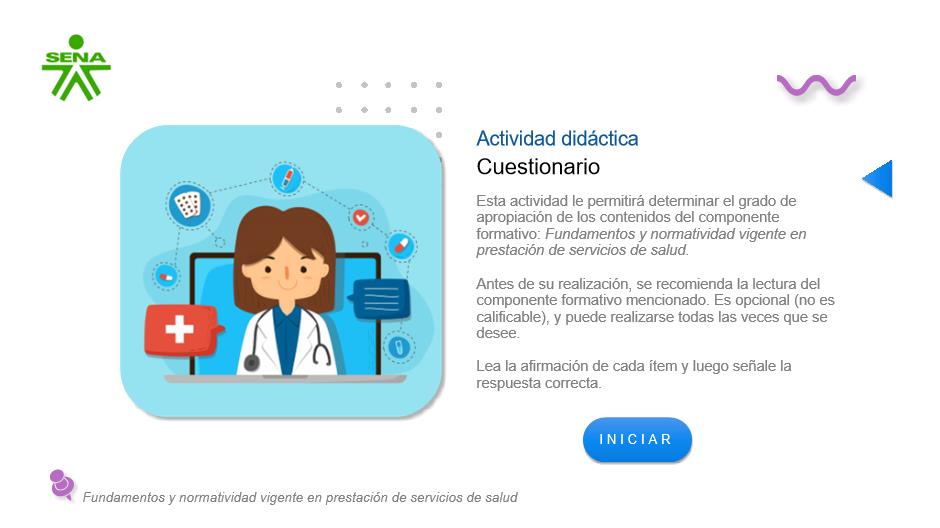 SENA
Actividad didáctica
Cuestionario
Esta actividad le permitirá determinar el grado de
apropiación de los contenidos del componente
formativo: Fundamentos y normatividad vigente en
prestación de servicios de salud.
Antes de su realización, se recomienda la lectura del
componente formativo mencionado. Es opcional (no es
calificable), y puede realizarse todas las veces que se
desee.
Lea la afirmación de cada ítem y luego señale la
respuesta correcta.
INICIAR
Fundamentos y normatividad vigente en prestación de servicios de salud